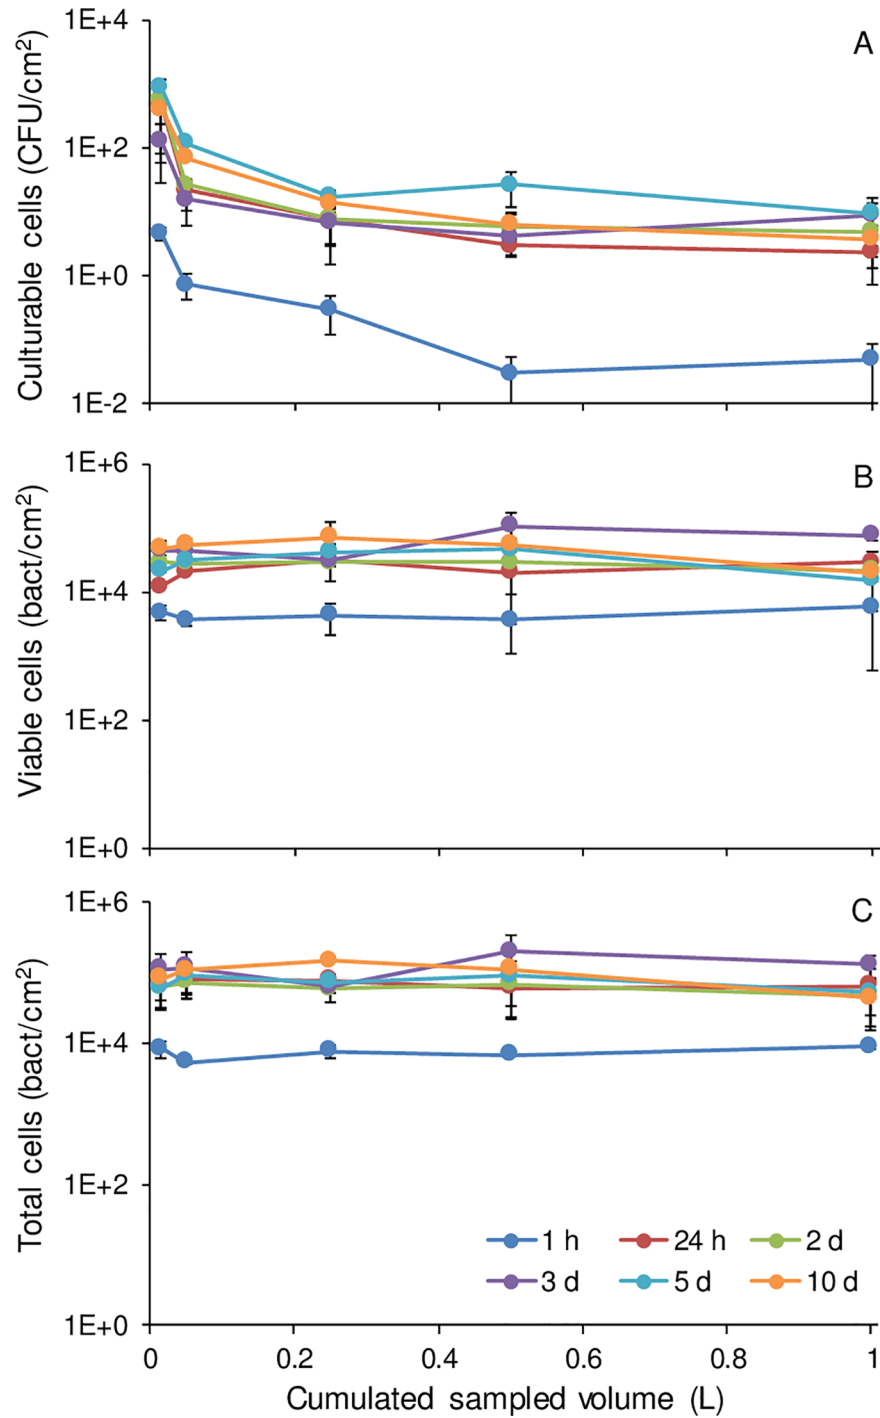 A
Culturable cells (CFU/cm²)
1E+4
1E+2
1E+0
1E-2
B
Viable cells (bact/cm²)
1E+6
1E+4
1E+2
1E+0
C
Total cells (bact/cm²)
1E+6
1E+4
1E+2
1E+0
1 h 24 h 2 d
3 d 5 d 10 d
0 0.2 0.4 0.6 0.8 1
Cumulated sampled volume (L)